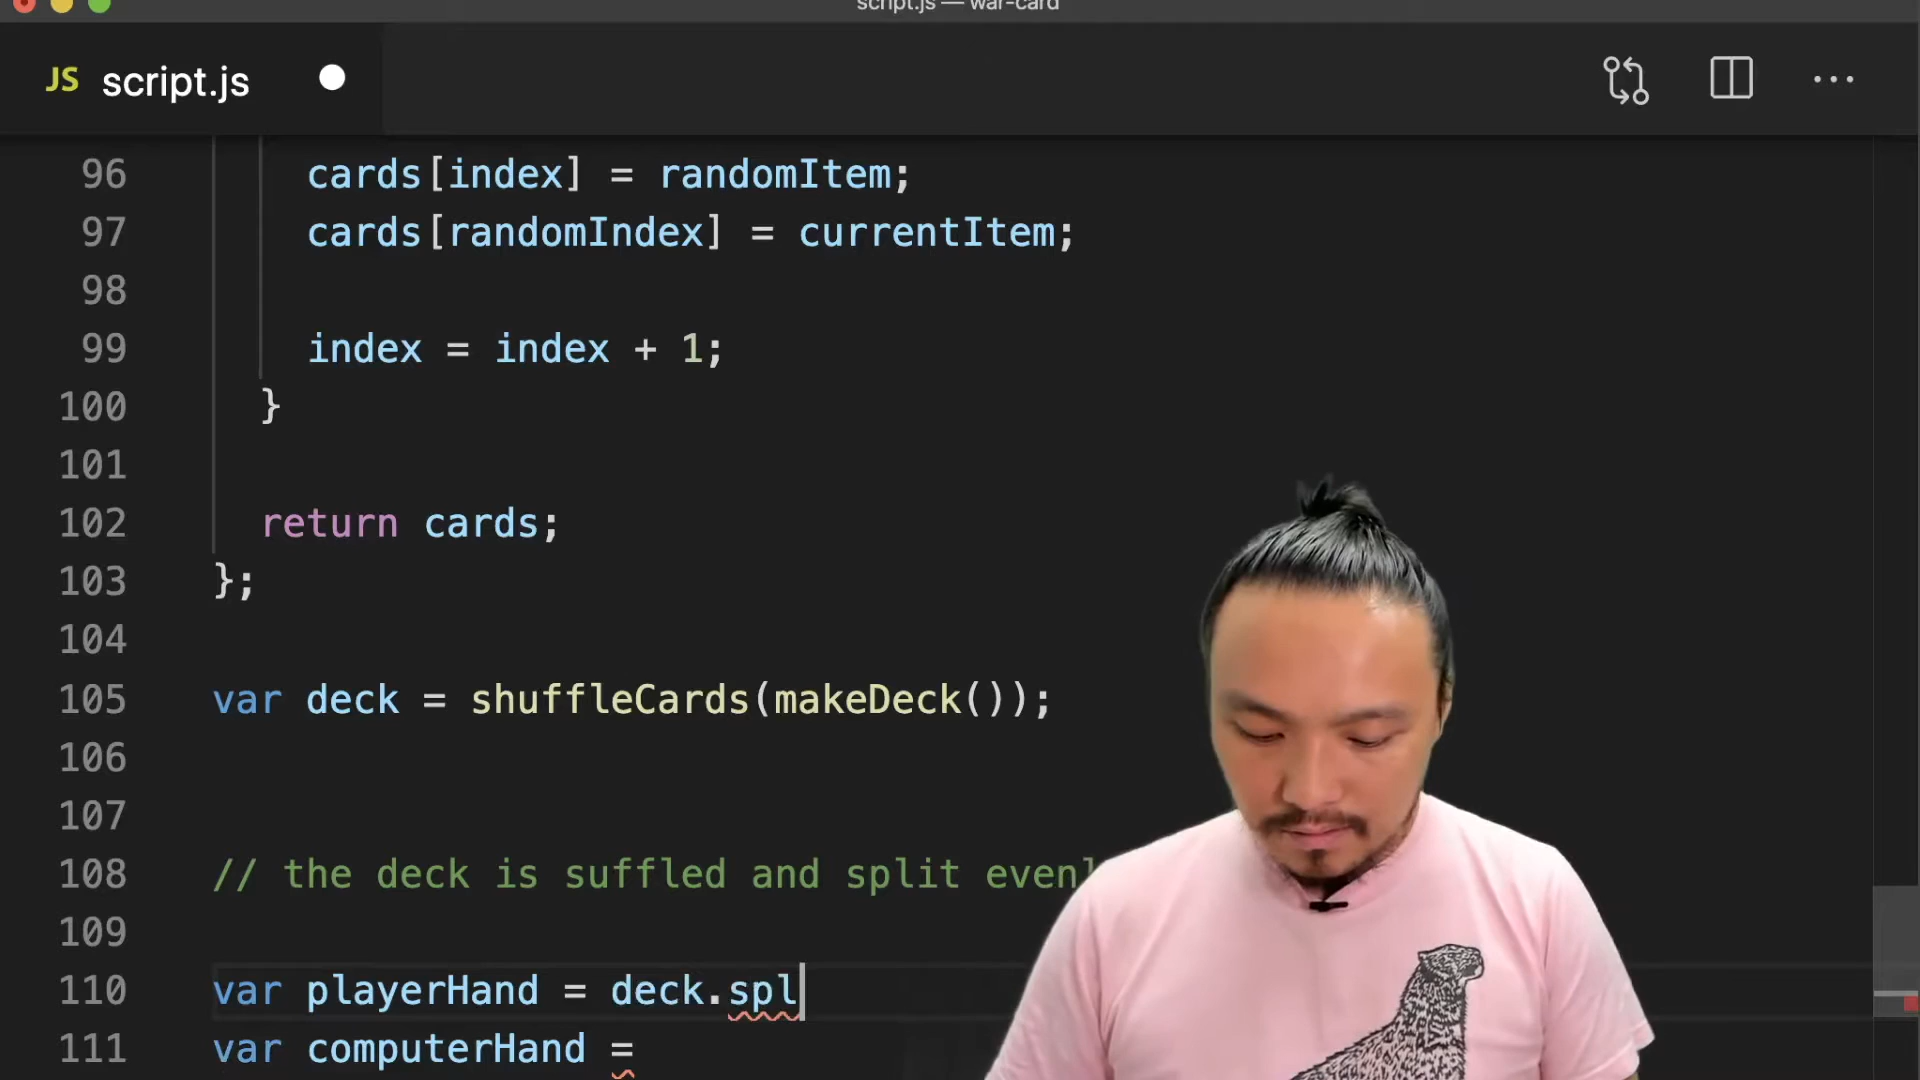 script.js — war-card
JS script.js
96 cards[index] = randomItem;
97 cards[randomIndex] = currentItem;
98
99 index = index + 1;
100 }
101
102 return cards;
103 };
104
105 var deck = shuffleCards(makeDeck());
106
107
108 // the deck is suffled and split evenl
109
110 var playerHand = deck.spl
111 var computerHand =